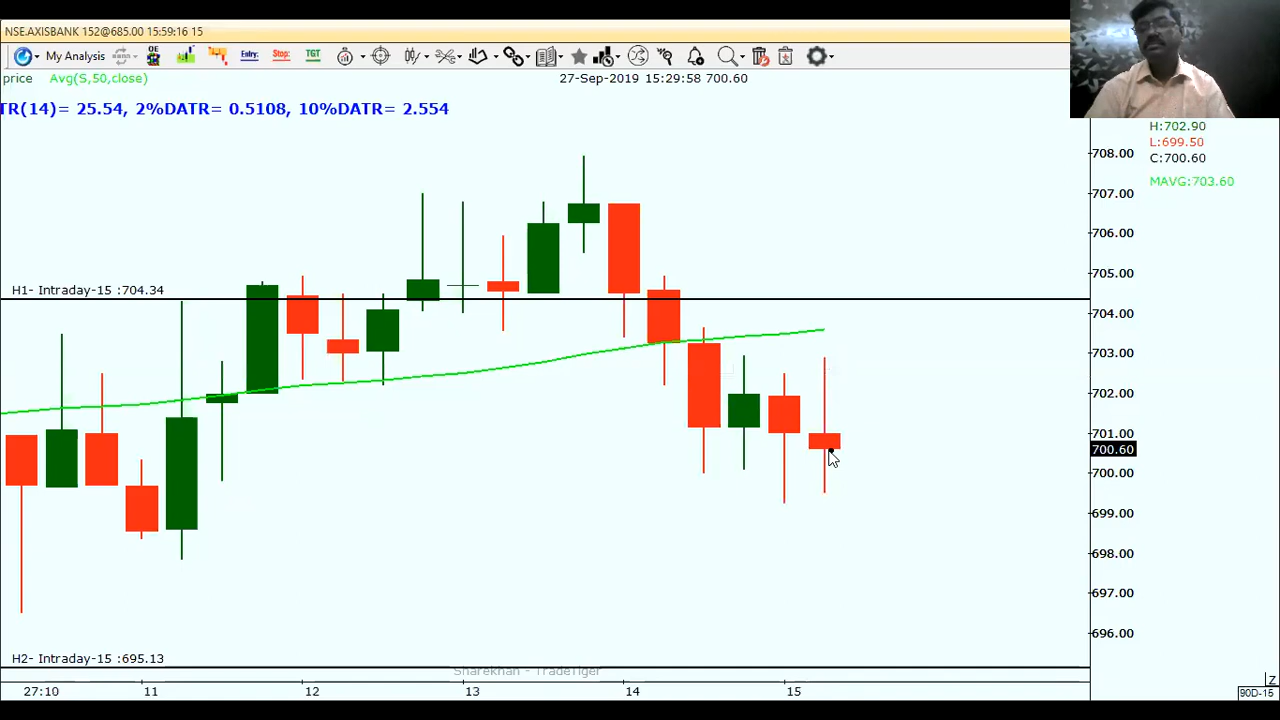 NSE.AXISBANK 152@685.00 15:59:16 15
My Analysis OE Entry: Stop: TGT
price Avg(S,50,close) 27-Sep-2019 15:29:58 700.60
TR(14)= 25.54, 2%DATR= 0.5108, 10%DATR= 2.554
H:702.90
L:699.50
C:700.60
MAVG:703.60
708.00
707.00
706.00
705.00
H1- Intraday-15 :704.34
704.00
703.00
702.00
701.00
700.60
700.00
699.00
698.00
697.00
696.00
H2- Intraday-15 :695.13
Sharekhan - TradeTiger
27:10 11 12 13 14 15
Z
90D-15